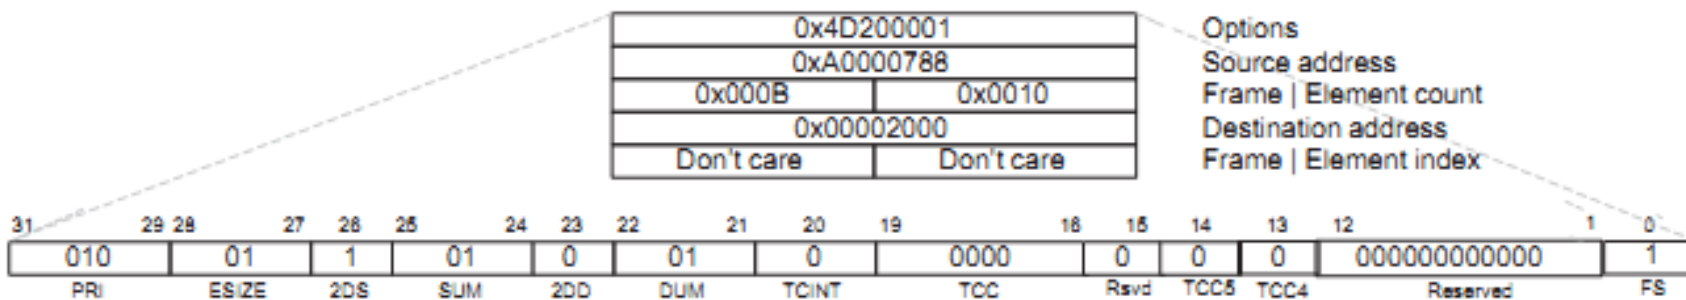 0x4D200001 Options
0xA0000788 Source address
0x000B 0x0010 Frame | Element count
0x00002000 Destination address
Don't care Don't care Frame | Element index
31 29 28 27 26 25 24 23 22 21 20 19 16 15 14 13 12 1 0
010 01 1 01 0 01 0 0000 0 0 0 000000000000 1
PRI ESIZE 2DS SUM 2DD DUM TCINT TCC Rsvd TCC5 TCC4 Reserved FS